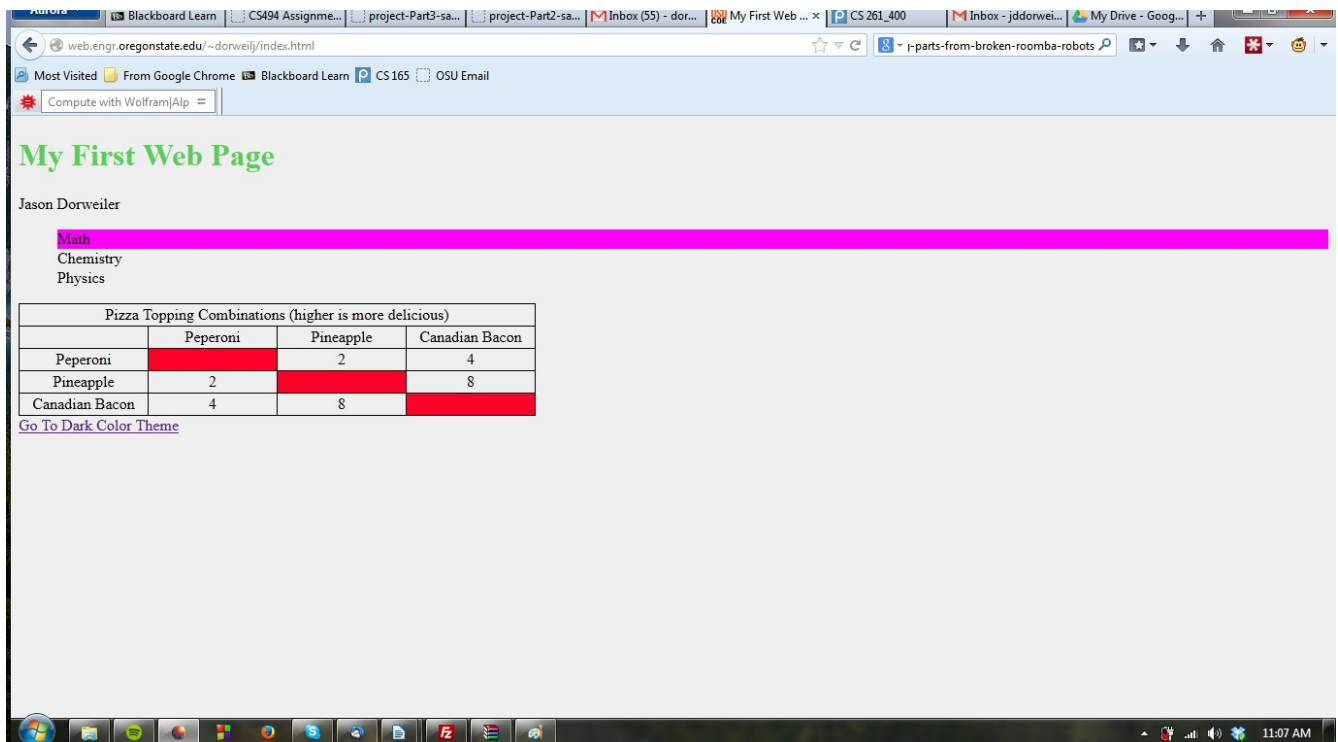 Aurora
Blackboard Learn
CS494 Assignme...
project-Part3-sa...
project-Part2-sa...
Inbox (55) - dor...
My First Web ... ×
CS 261_400
Inbox - jddorwei...
My Drive - Goog...
web.engr.oregonstate.edu/~dorweilj/index.html
-parts-from-broken-roomba-robots
Most Visited From Google Chrome Blackboard Learn CS 165 OSU Email
Compute with Wolfram|Alp =
My First Web Page
Jason Dorweiler
Math
Chemistry
Physics
Pizza Topping Combinations (higher is more delicious)
Peperoni Pineapple Canadian Bacon
Peperoni 2 4
Pineapple 2 8
Canadian Bacon 4 8
Go To Dark Color Theme
11:07 AM